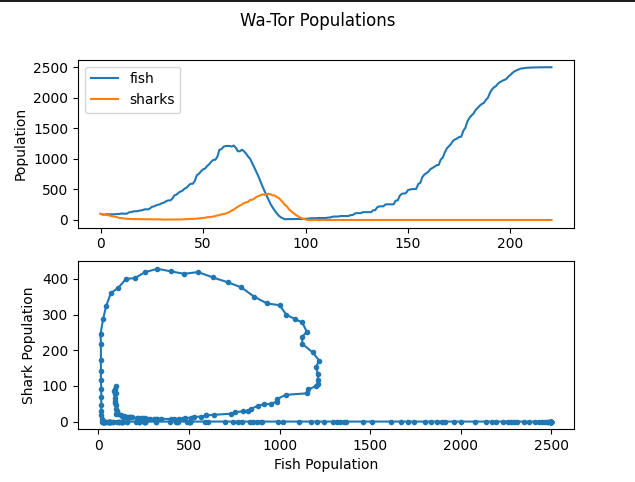 Wa-Tor Populations
fish
sharks
Population
2500
2000
1500
1000
500
0
0 50 100 150 200
Shark Population
400
300
200
100
0
0 500 1000 1500 2000 2500
Fish Population